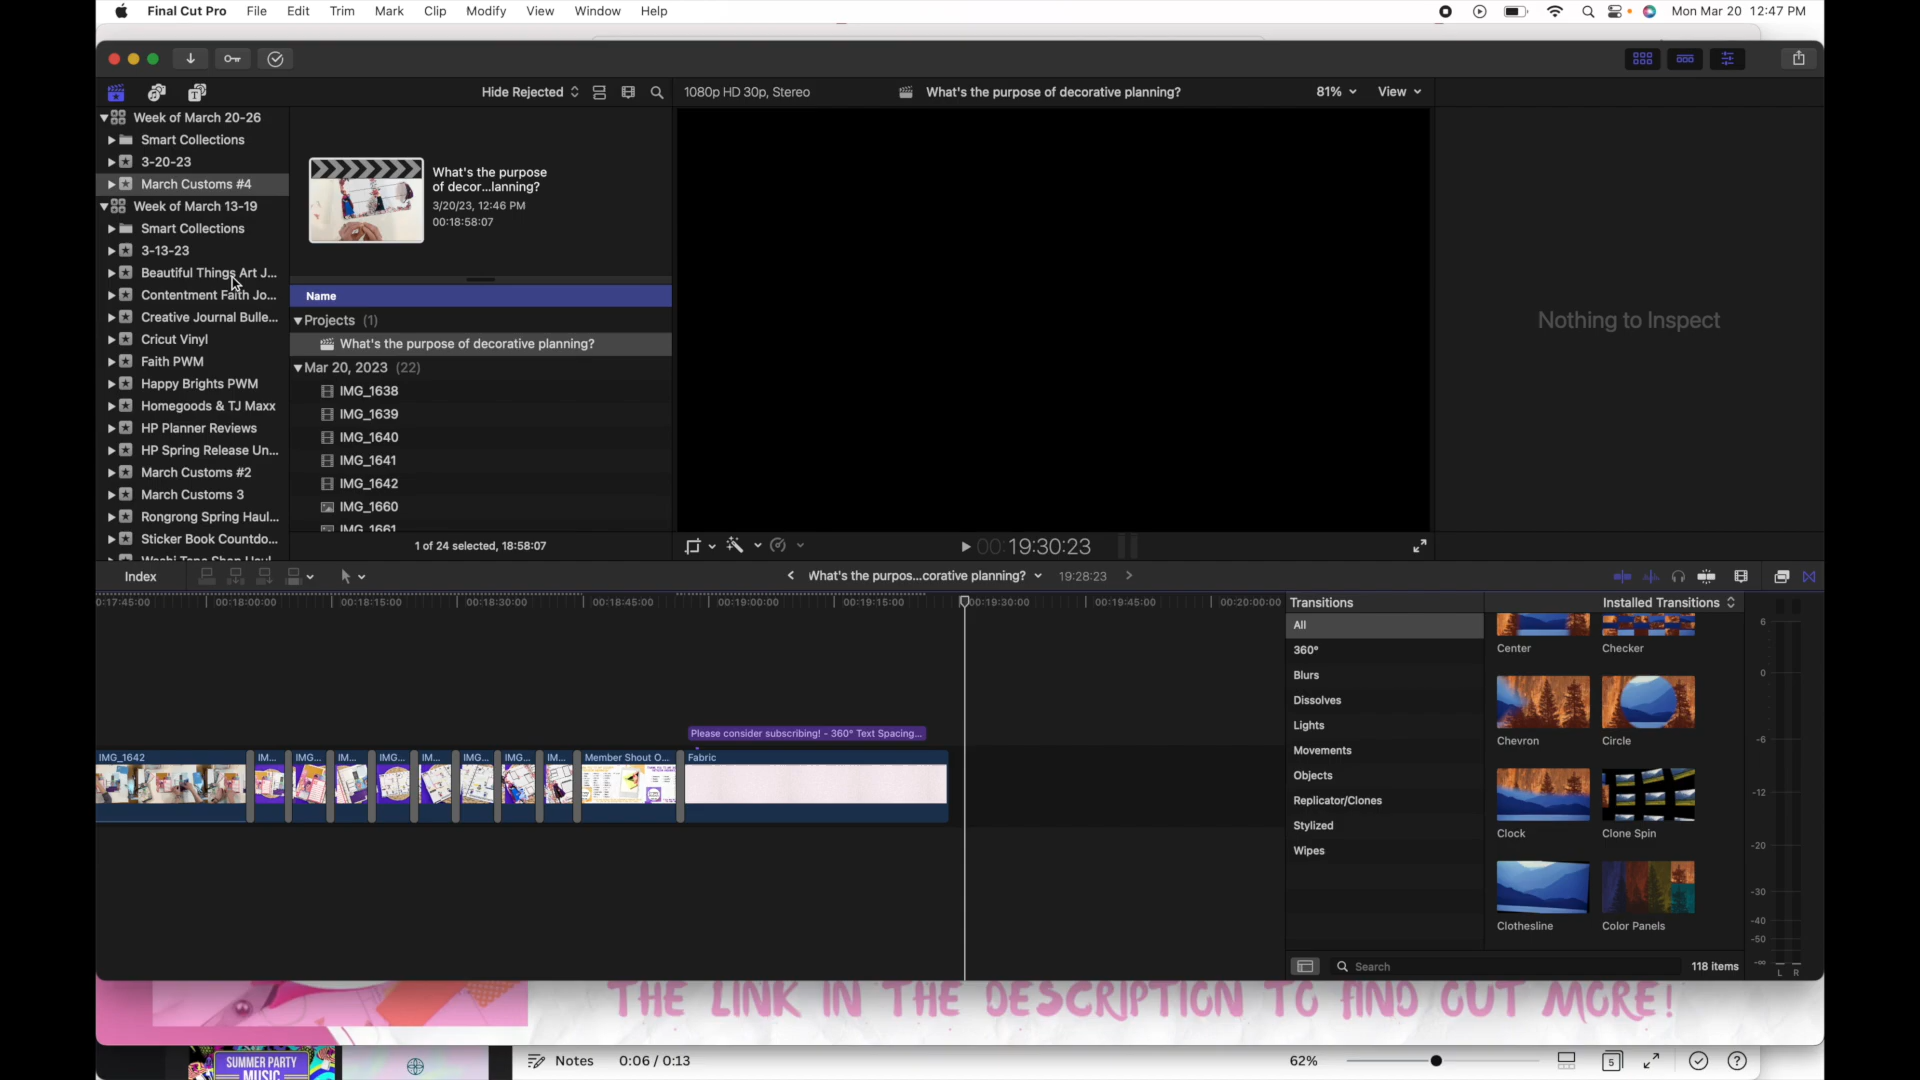 Final Cut Pro File Edit Trim Mark Clip Modify View Window Help
Mon Mar 20 12:47 PM
Hide Rejected
1080p HD 30p, Stereo
What's the purpose of decorative planning?
81% View
Week of March 20-26
Smart Collections
3-20-23
March Customs #4
Week of March 13-19
Smart Collections
3-13-23
Beautiful Things Art J...
Contentment Faith Jo...
Creative Journal Bulle...
Cricut Vinyl
Faith PWM
Happy Brights PWM
Homegoods & TJ Maxx
HP Planner Reviews
HP Spring Release Un...
March Customs #2
March Customs 3
Rongrong Spring Haul...
Sticker Book Countdo...
What's the purpose
of decor...lanning?
3/20/23, 12:46 PM
00:18:58:07
Name
Projects (1)
What's the purpose of decorative planning?
Mar 20, 2023 (22)
IMG_1638
IMG_1639
IMG_1640
IMG_1641
IMG_1642
IMG_1660
IMG_1661
1 of 24 selected, 18:58:07
Nothing to Inspect
00:19:30:23
Index
What's the purpos...corative planning?
19:28:23
0:17:45:00
00:18:00:00
00:18:15:00
00:18:30:00
00:18:45:00
00:19:00:00
00:19:15:00
00:19:30:00
00:19:45:00
00:20:00:00
Please consider subscribing! - 360° Text Spacing...
IMG_1642
IM...
IMG...
IM...
IMG...
IM...
IMG...
IMG...
IM...
Member Shout O...
Fabric
Transitions
Installed Transitions
All
360°
Blurs
Dissolves
Lights
Movements
Objects
Replicator/Clones
Stylized
Wipes
Center
Checker
Chevron
Circle
Clock
Clone Spin
Clothesline
Color Panels
Search
118 items
6
0
-6
-12
-20
-30
-40
-50
-∞
L R
THE LINK IN THE DESCRIPTION TO FIND OUT MORE!
SUMMER PARTY
MUSIC
Notes
0:06 / 0:13
62%
5